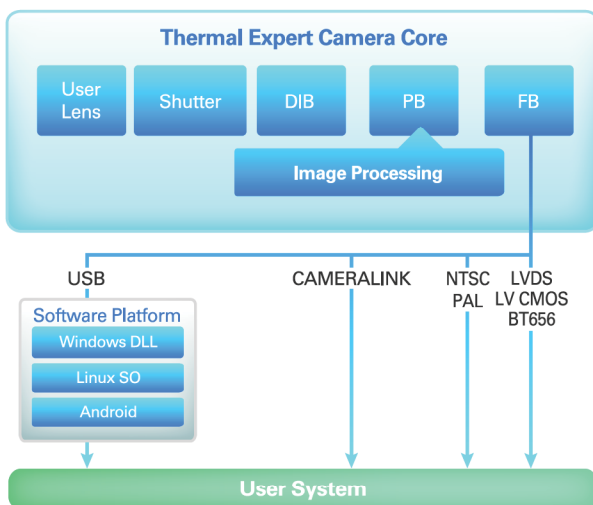 Thermal Expert Camera Core
User
Lens
Shutter
DIB
PB
FB
Image Processing
USB
CAMERALINK
NTSC
PAL
LVDS
LV CMOS
BT656
Software Platform
Windows DLL
Linux SO
Android
User System